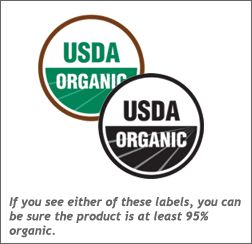 USDA
ORGANIC
USDA
ORGANIC
If you see either of these labels, you can
be sure the product is at least 95%
organic.